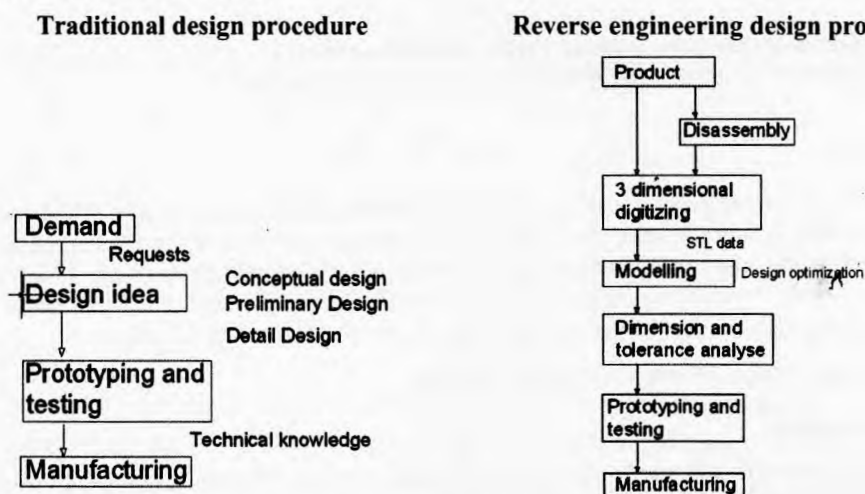 Traditional design procedure
Demand
Requests
Design idea
Conceptual design
Preliminary Design
Detail Design
Prototyping and
testing
Technical knowledge
Manufacturing
Reverse engineering design pro
Product
Disassembly
3 dimensional
digitizing
STL data
Modelling
Design optimization
Dimension and
tolerance analyse
Prototyping and
testing
Manufacturing